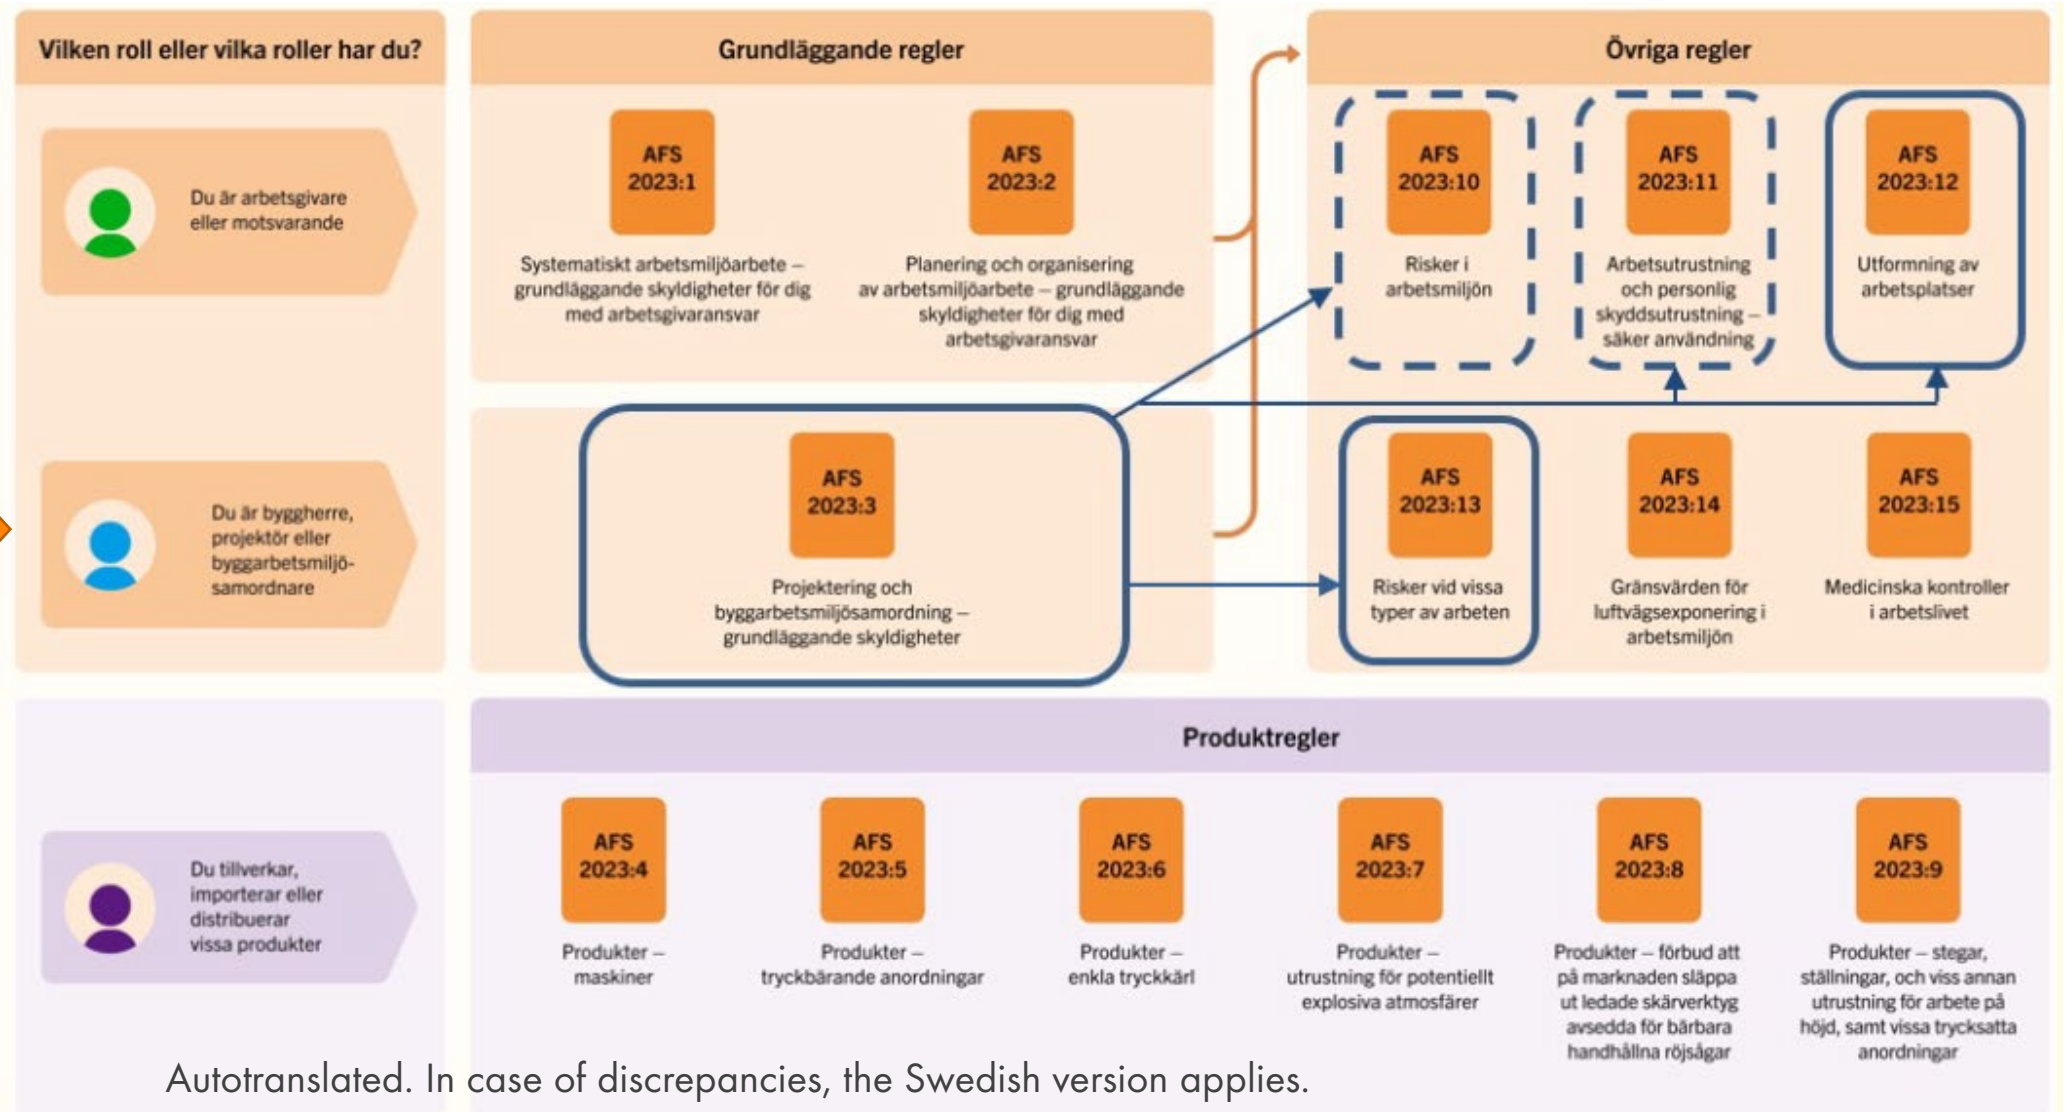 Vilken roll eller vilka roller har du?
Grundläggande regler
Övriga regler
Du är arbetsgivare
eller motsvarande
AFS
2023:1
Systematiskt arbetsmiljöarbete –
grundläggande skyldigheter för dig
med arbetsgivaransvar
AFS
2023:2
Planering och organisering
av arbetsmiljöarbete – grundläggande
skyldigheter för dig med
arbetsgivaransvar
AFS
2023:10
Risker i
arbetsmiljön
AFS
2023:11
Arbetsutrustning
och personlig
skyddsutrustning –
säker användning
AFS
2023:12
Utformning av
arbetsplatser
Du är byggherre,
projektör eller
byggarbetsmiljö-
samordnare
AFS
2023:3
Projektering och
byggarbetsmiljösamordning –
grundläggande skyldigheter
AFS
2023:13
Risker vid vissa
typer av arbeten
AFS
2023:14
Gränsvärden för
luftvägsexponering i
arbetsmiljön
AFS
2023:15
Medicinska kontroller
i arbetslivet
Produktregler
Du tillverkar,
importerar eller
distribuerar
vissa produkter
AFS
2023:4
Produkter –
maskiner
AFS
2023:5
Produkter –
tryckbärande anordningar
AFS
2023:6
Produkter –
enkla tryckkärl
AFS
2023:7
Produkter –
utrustning för potentiellt
explosiva atmosfärer
AFS
2023:8
Produkter – förbud att
på marknaden släppa
ut ledade skärverktyg
avsedda för bärbara
handhållna röjsågar
AFS
2023:9
Produkter – stegar,
ställningar, och viss annan
utrustning för arbete på
höjd, samt vissa trycksatta
anordningar
Autotranslated. In case of discrepancies, the Swedish version applies.